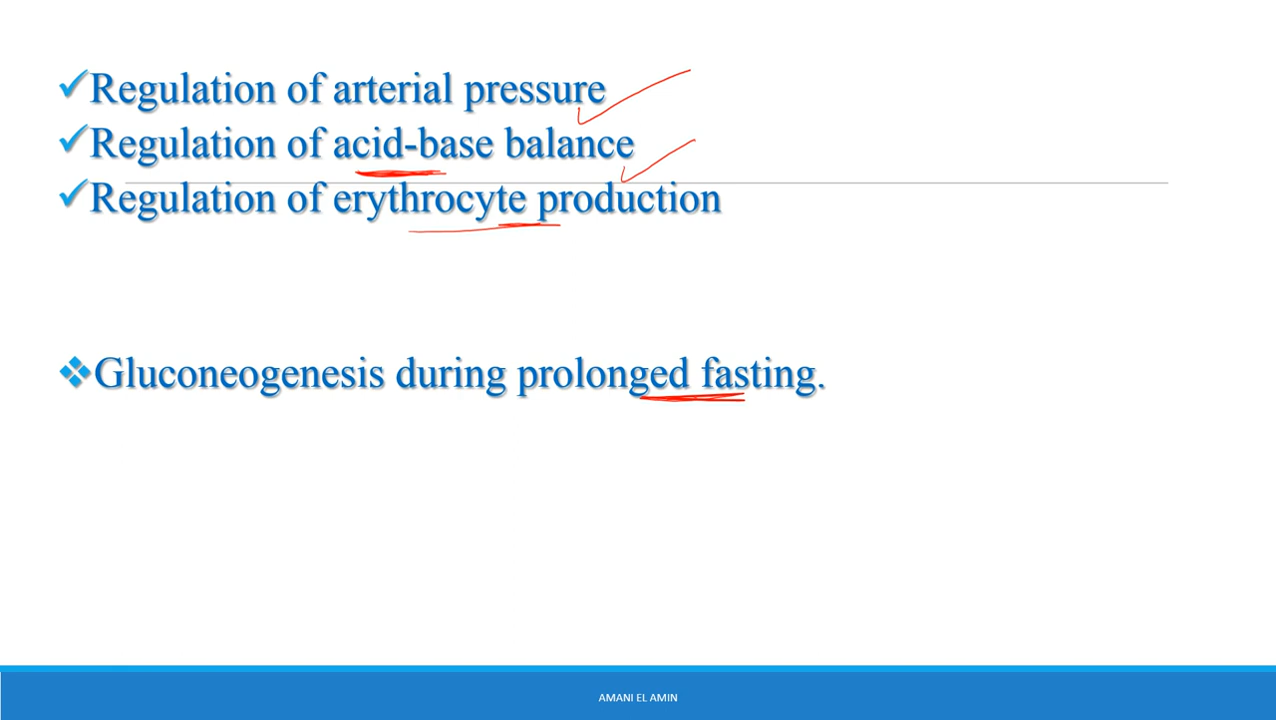 Regulation of arterial pressure
Regulation of acid-base balance
Regulation of erythrocyte production
Gluconeogenesis during prolonged fasting.
AMANI EL AMIN